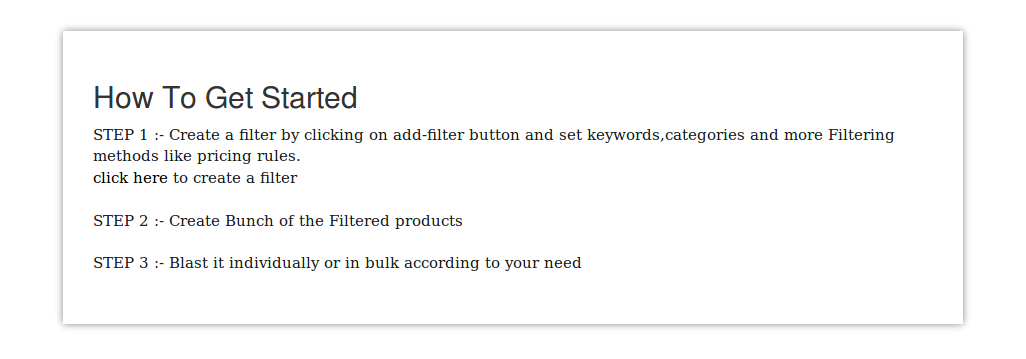 How To Get Started
STEP 1 :- Create a filter by clicking on add-filter button and set keywords,categories and more Filtering
methods like pricing rules.
click here to create a filter
STEP 2 :- Create Bunch of the Filtered products
STEP 3 :- Blast it individually or in bulk according to your need